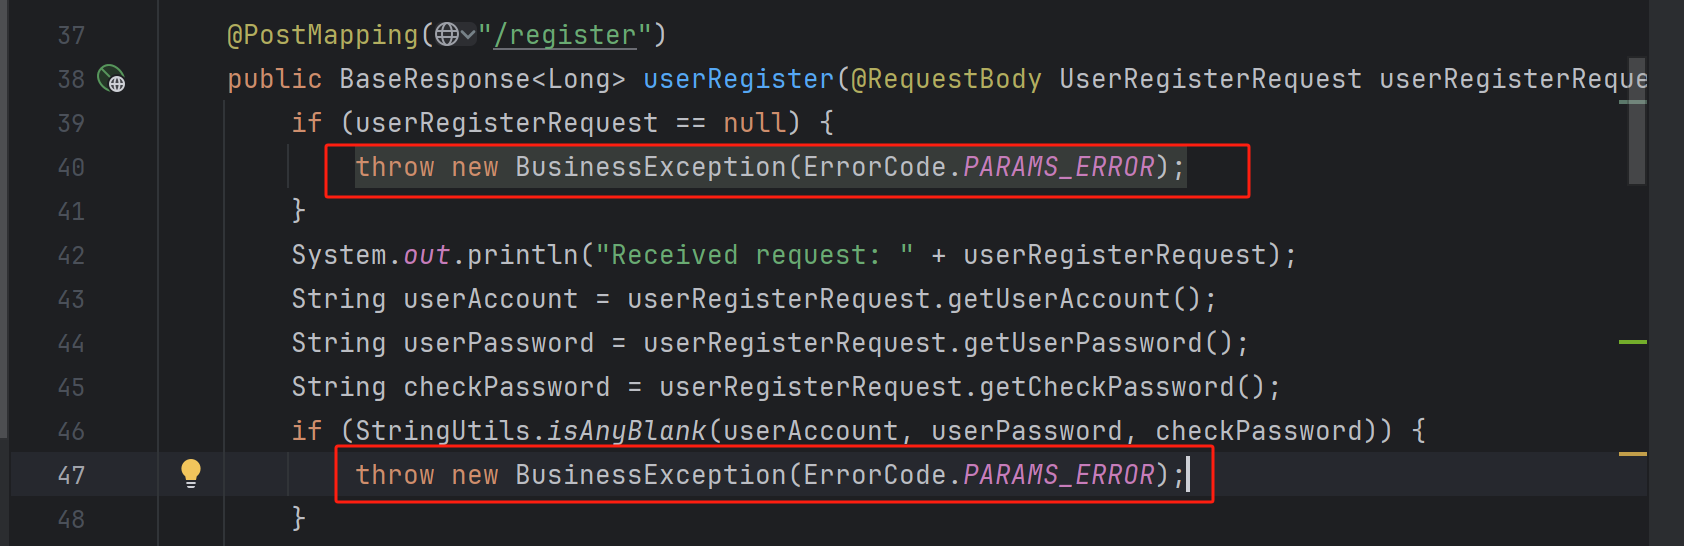 37 @PostMapping("/register")
38 public BaseResponse<Long> userRegister(@RequestBody UserRegisterRequest userRegisterReque
39 if (userRegisterRequest == null) {
40 throw new BusinessException(ErrorCode.PARAMS_ERROR);
41 }
42 System.out.println("Received request: " + userRegisterRequest);
43 String userAccount = userRegisterRequest.getUserAccount();
44 String userPassword = userRegisterRequest.getUserPassword();
45 String checkPassword = userRegisterRequest.getCheckPassword();
46 if (StringUtils.isAnyBlank(userAccount, userPassword, checkPassword)) {
47 throw new BusinessException(ErrorCode.PARAMS_ERROR);
48 }